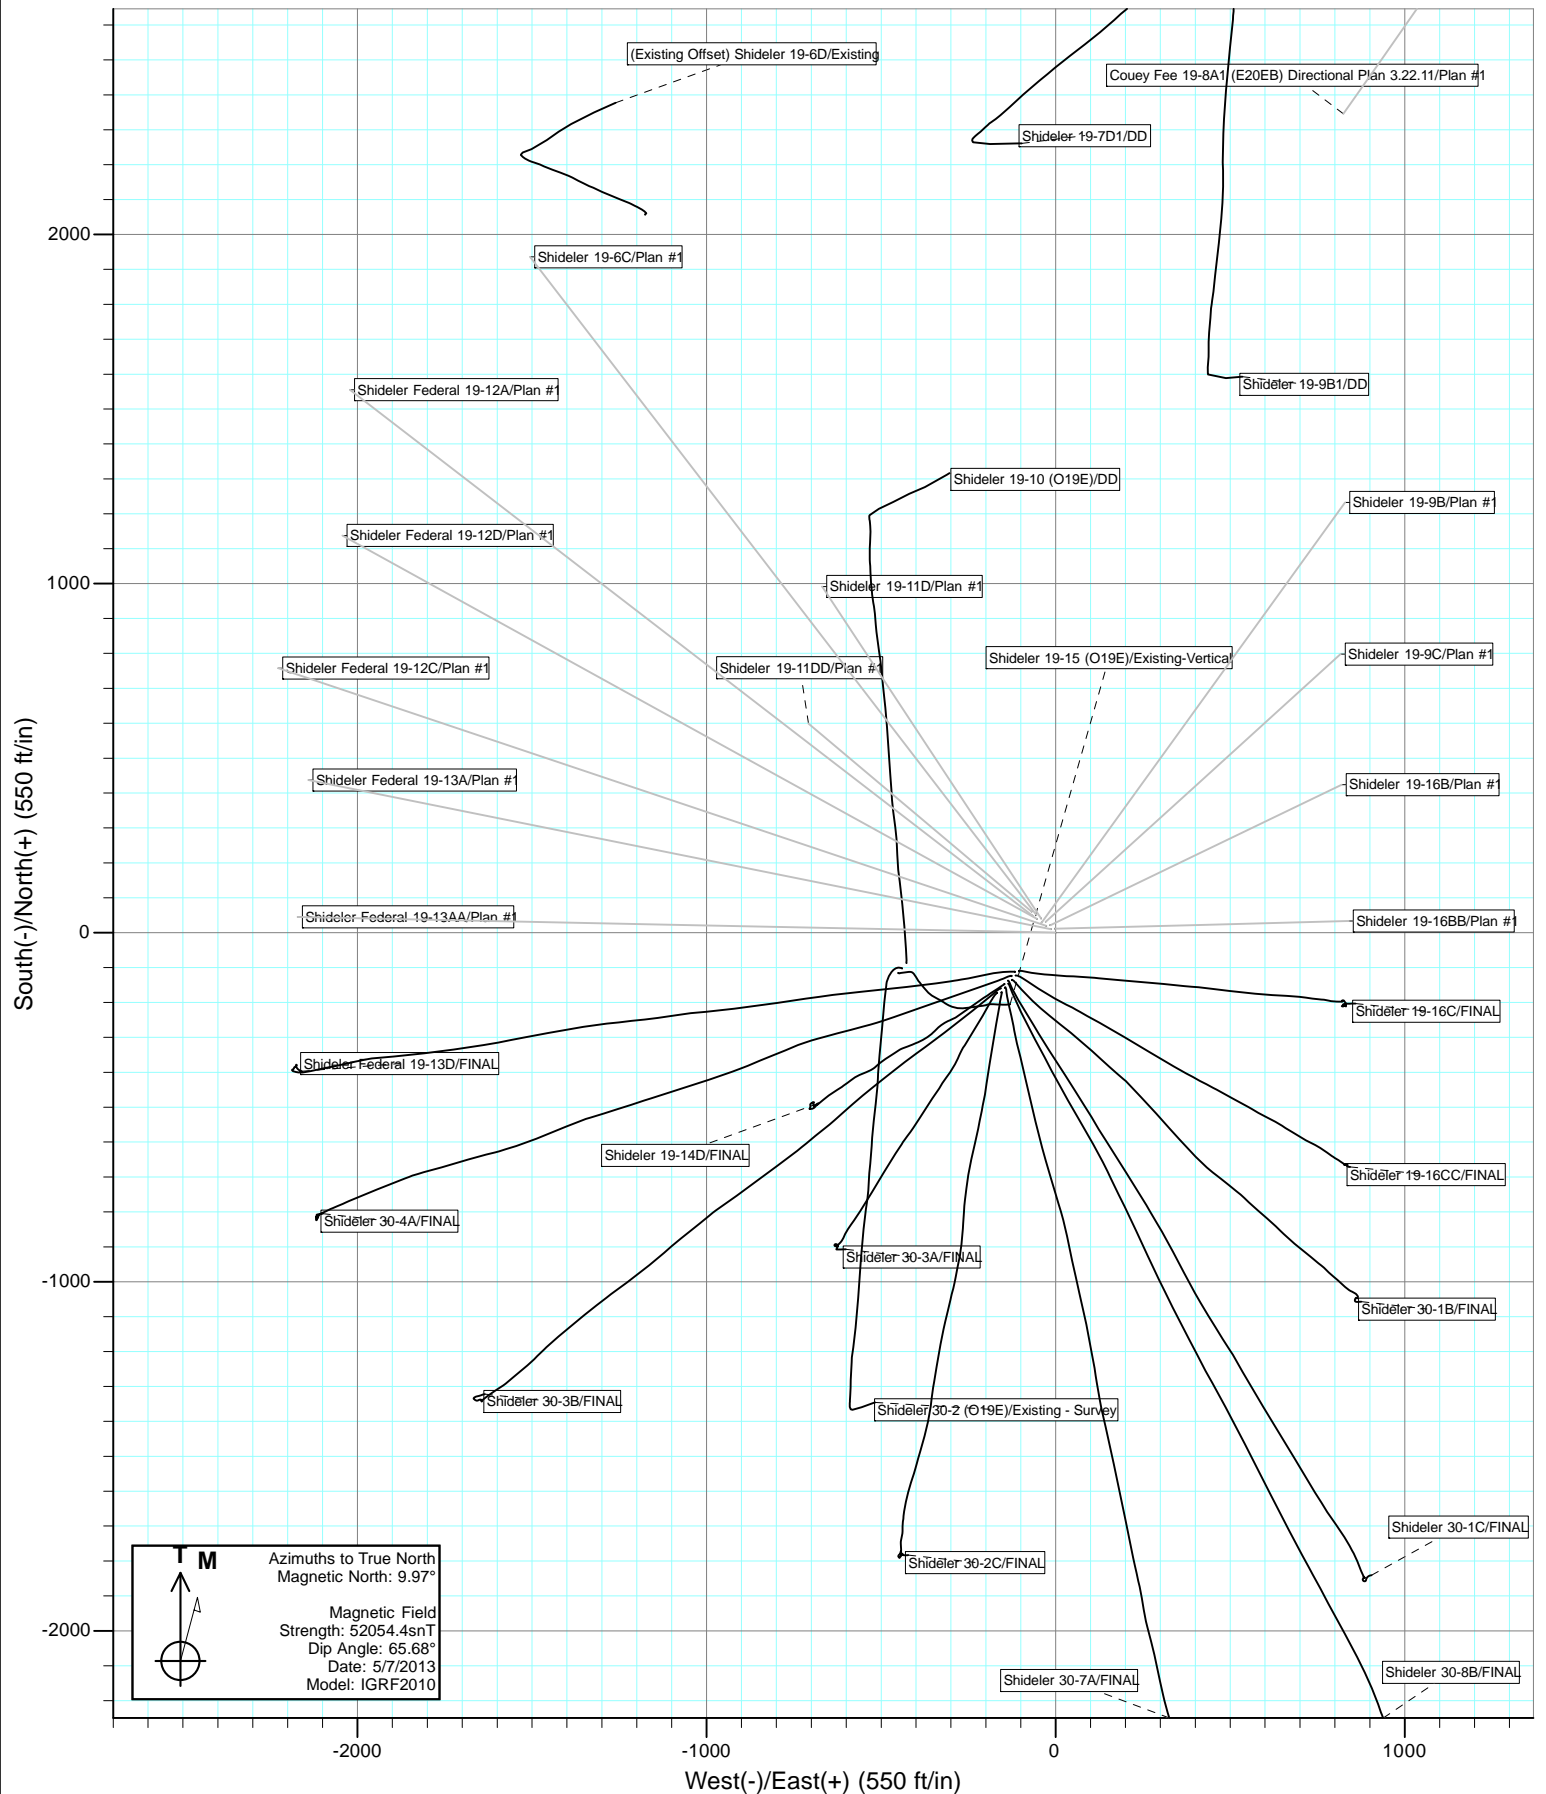 (Existing Offset) Shideler 19-6D/Existing
Couey Fee 19-8A1 (E20EB) Directional Plan 3.22.11/Plan #1
Shideler 19-7D1/DD
2000
Shideler 19-6C/Plan #1
Shideler Federal 19-12A/Plan #1
Shideler 19-9B1/DD
Shideler 19-10 (O19E)/DD
Shideler 19-9B/Plan #1
Shideler Federal 19-12D/Plan #1
1000
Shideler 19-11D/Plan #1
Shideler Federal 19-12C/Plan #1
Shideler 19-11DD/Plan #1
Shideler 19-15 (O19E)/Existing-Vertical
Shideler 19-9C/Plan #1
Shideler Federal 19-13A/Plan #1
Shideler 19-16B/Plan #1
South(-)/North(+) (550 ft/in)
Shideler Federal 19-13AA/Plan #1
Shideler 19-16BB/Plan #1
0
Shideler 19-16C/FINAL
Shideler Federal 19-13D/FINAL
Shideler 19-14D/FINAL
Shideler 19-16CC/FINAL
Shideler 30-4A/FINAL
Shideler 30-3A/FINAL
-1000
Shideler 30-1B/FINAL
Shideler 30-3B/FINAL
Shideler 30-2 (O19E)/Existing - Survey
Shideler 30-1C/FINAL
Shideler 30-2C/FINAL
T M
Azimuths to True North
Magnetic North: 9.97°
Magnetic Field
Strength: 52054.4snT
Dip Angle: 65.68°
Date: 5/7/2013
Model: IGRF2010
-2000
Shideler 30-7A/FINAL
Shideler 30-8B/FINAL
-2000
-1000
0
1000
West(-)/East(+) (550 ft/in)